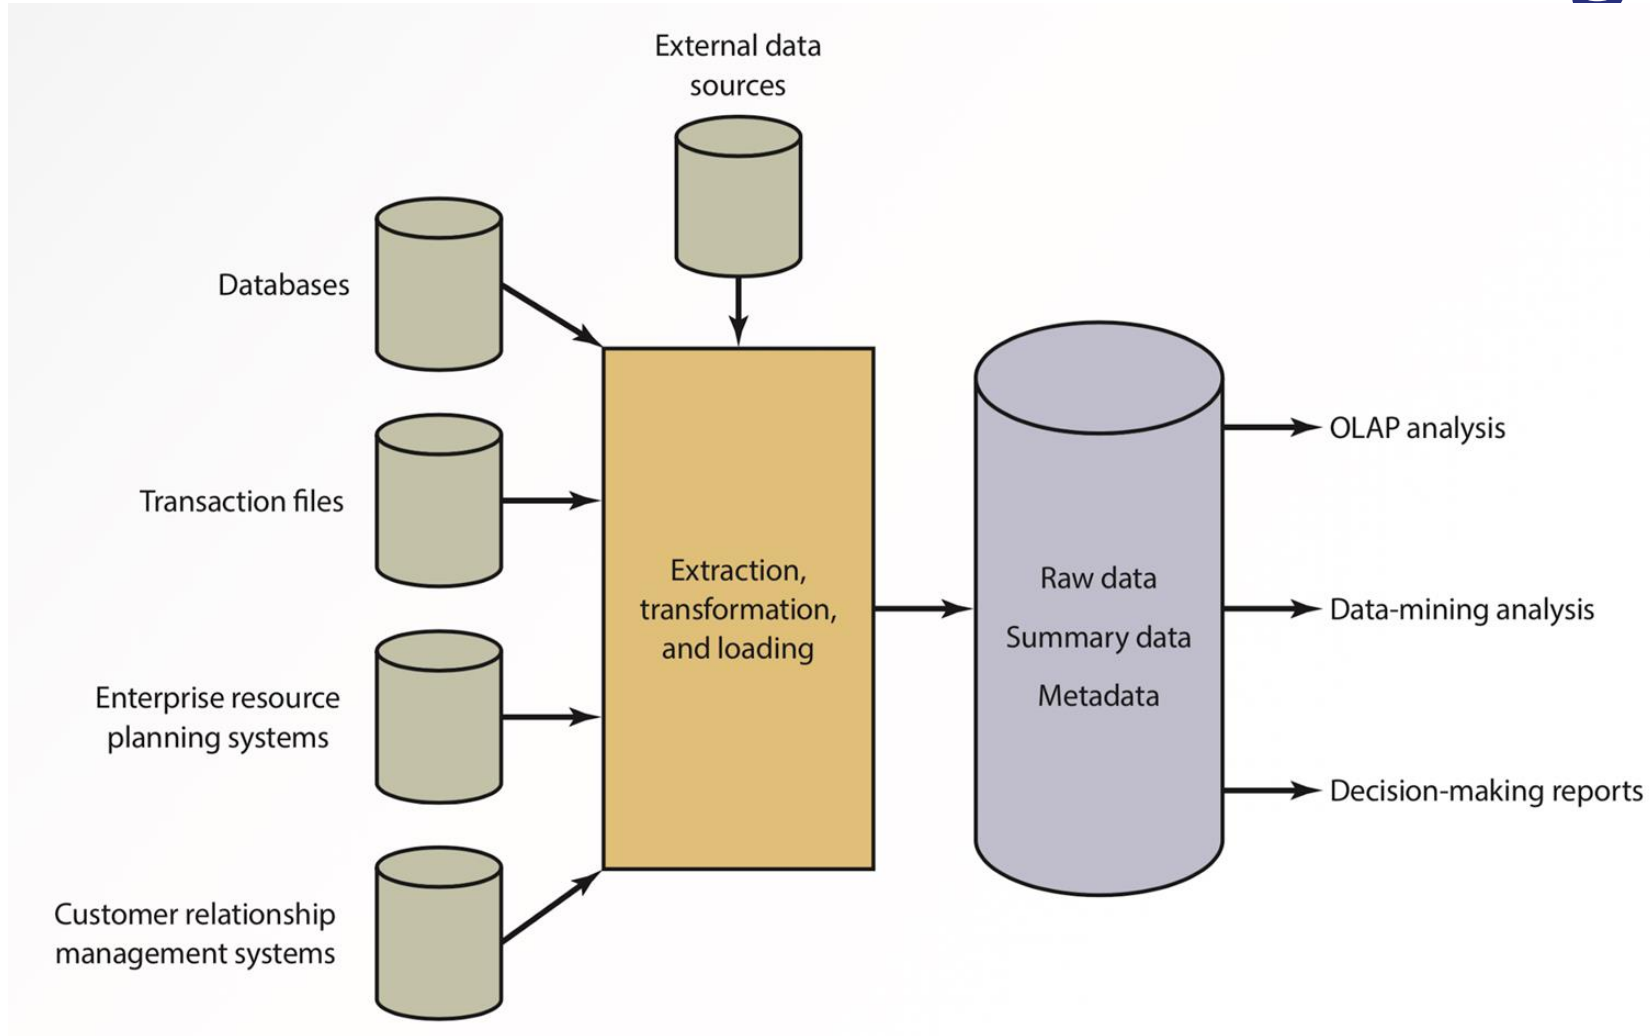 External data
sources
Databases
Transaction files
Enterprise resource
planning systems
Customer relationship
management systems
Extraction,
transformation,
and loading
Raw data
Summary data
Metadata
OLAP analysis
Data-mining analysis
Decision-making reports